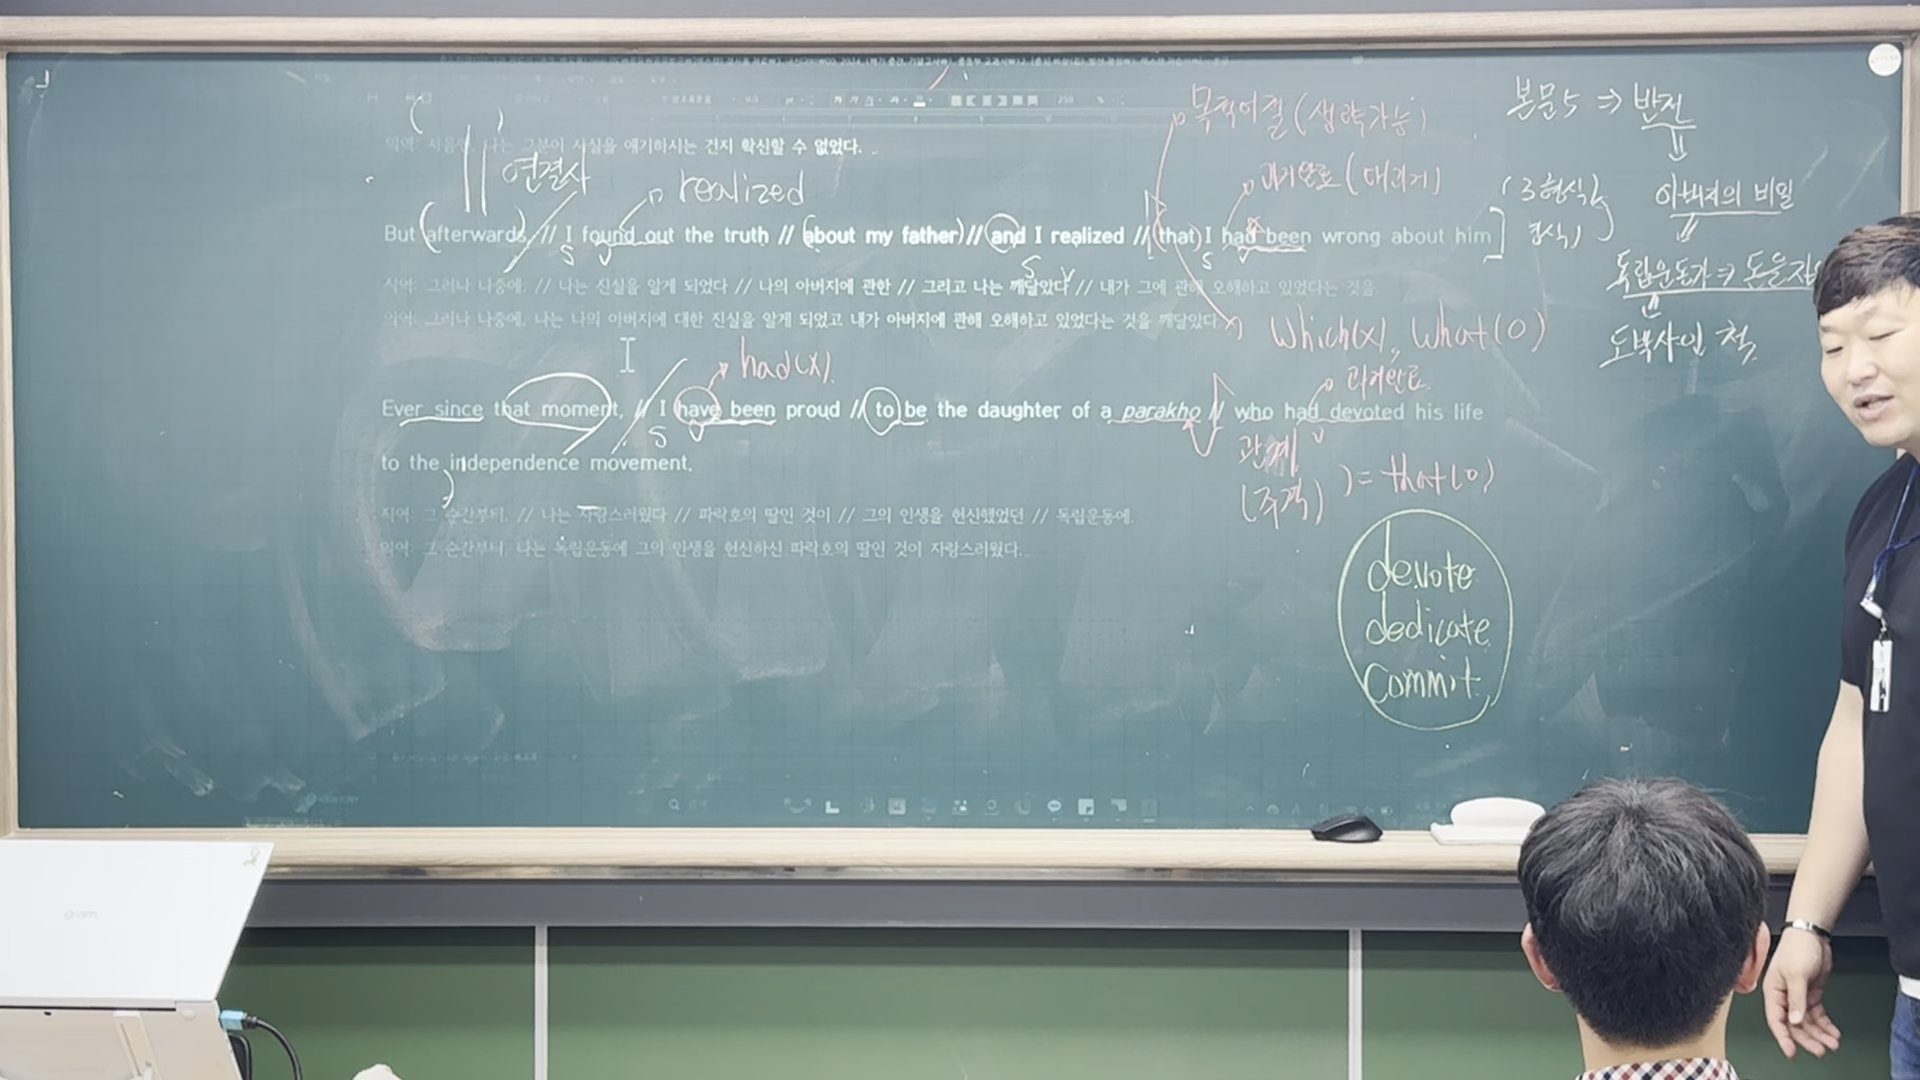 의역: 처음엔, 나는 그분이 사실을 얘기하시는 건지 확신할 수 없었다.
연결사
realized
But afterwards, // I found out the truth // about my father // and I realized // that I had been wrong about him
S V S V S
직역: 그러나 나중에, // 나는 진실을 알게 되었다 // 나의 아버지에 관한 // 그리고 나는 깨달았다 // 내가 그에 관해 오해하고 있었다는 것을.
의역: 그러나 나중에, 나는 나의 아버지에 대한 진실을 알게 되었고 내가 아버지에 관해 오해하고 있었다는 것을 깨달았다.
had(X).
Ever since that moment, // I have been proud // to be the daughter of a parakho // who had devoted his life
S V V
to the independence movement.
직역: 그 순간부터, // 나는 자랑스러웠다 // 파락호의 딸인 것이 // 그의 인생을 헌신했었던 // 독립운동에.
의역: 그 순간부터, 나는 독립운동에 그의 인생을 헌신하신 파락호의 딸인 것이 자랑스러웠다.
목적어절(생략가능)
과거완료(대과거)
which(X), what(O)
과거완료.
관계
(주격)
= that(O)
devote
dedicate
commit
본문5 ⇒ 반전
아버지의 비밀
독립운동가 ⇒ 돈을
도박사인 척
3형식
gram